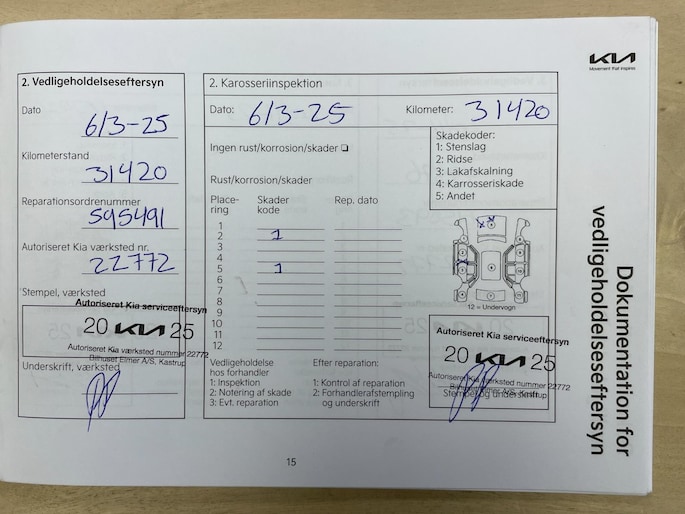 KIA
Movement that inspires
Dokumentation for
vedligeholdelseseftersyn
2. Vedligeholdelseseftersyn
Dato
6/3-25
Kilometerstand
31420
Reparationsordrenummer
595491
Autoriseret Kia værksted nr.
22772
Stempel, værksted
Autoriseret Kia serviceeftersyn
20 KIA 25
Autoriseret Kia værksted nummer 22772
Bilhuset Elmer A/S, Kastrup
Underskrift, værksted
2. Karosseriinspektion
Dato: 6/3-25 Kilometer: 31420
Ingen rust/korrosion/skader
Rust/korrosion/skader
Place-
ring Skader
kode Rep. dato
1
2 1
3
4
5 1
6
7
8
9
10
11
12
Skadekoder:
1: Stenslag
2: Ridse
3: Lakafskalning
4: Karrosseriskade
5: Andet
12 = Undervogn
Vedligeholdelse
hos forhandler
1: Inspektion
2: Notering af skade
3: Evt. reparation
Efter reparation:
1: Kontrol af reparation
2: Forhandlerafstempling
og underskrift
Autoriseret Kia serviceeftersyn
20 KIA 25
Autoriseret Kia værksted nummer 22772
Bilhuset Elmer A/S, Kastrup
Stempel og underskrift
15